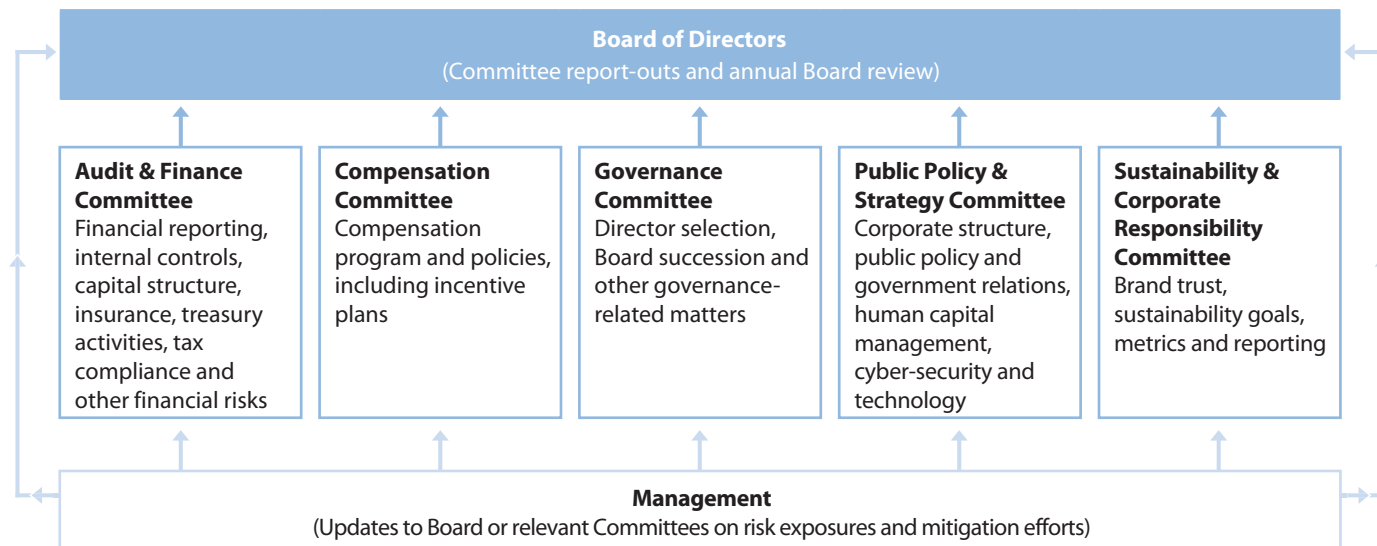 Board of Directors
(Committee report-outs and annual Board review)
Audit & Finance
Committee
Financial reporting,
internal controls,
capital structure,
insurance, treasury
activities, tax
compliance and
other financial risks
Compensation
Committee
Compensation
program and policies,
including incentive
plans
Governance
Committee
Director selection,
Board succession and
other governance-
related matters
Public Policy &
Strategy Committee
Corporate structure,
public policy and
government relations,
human capital
management,
cyber-security and
technology
Sustainability &
Corporate
Responsibility
Committee
Brand trust,
sustainability goals,
metrics and reporting
Management
(Updates to Board or relevant Committees on risk exposures and mitigation efforts)